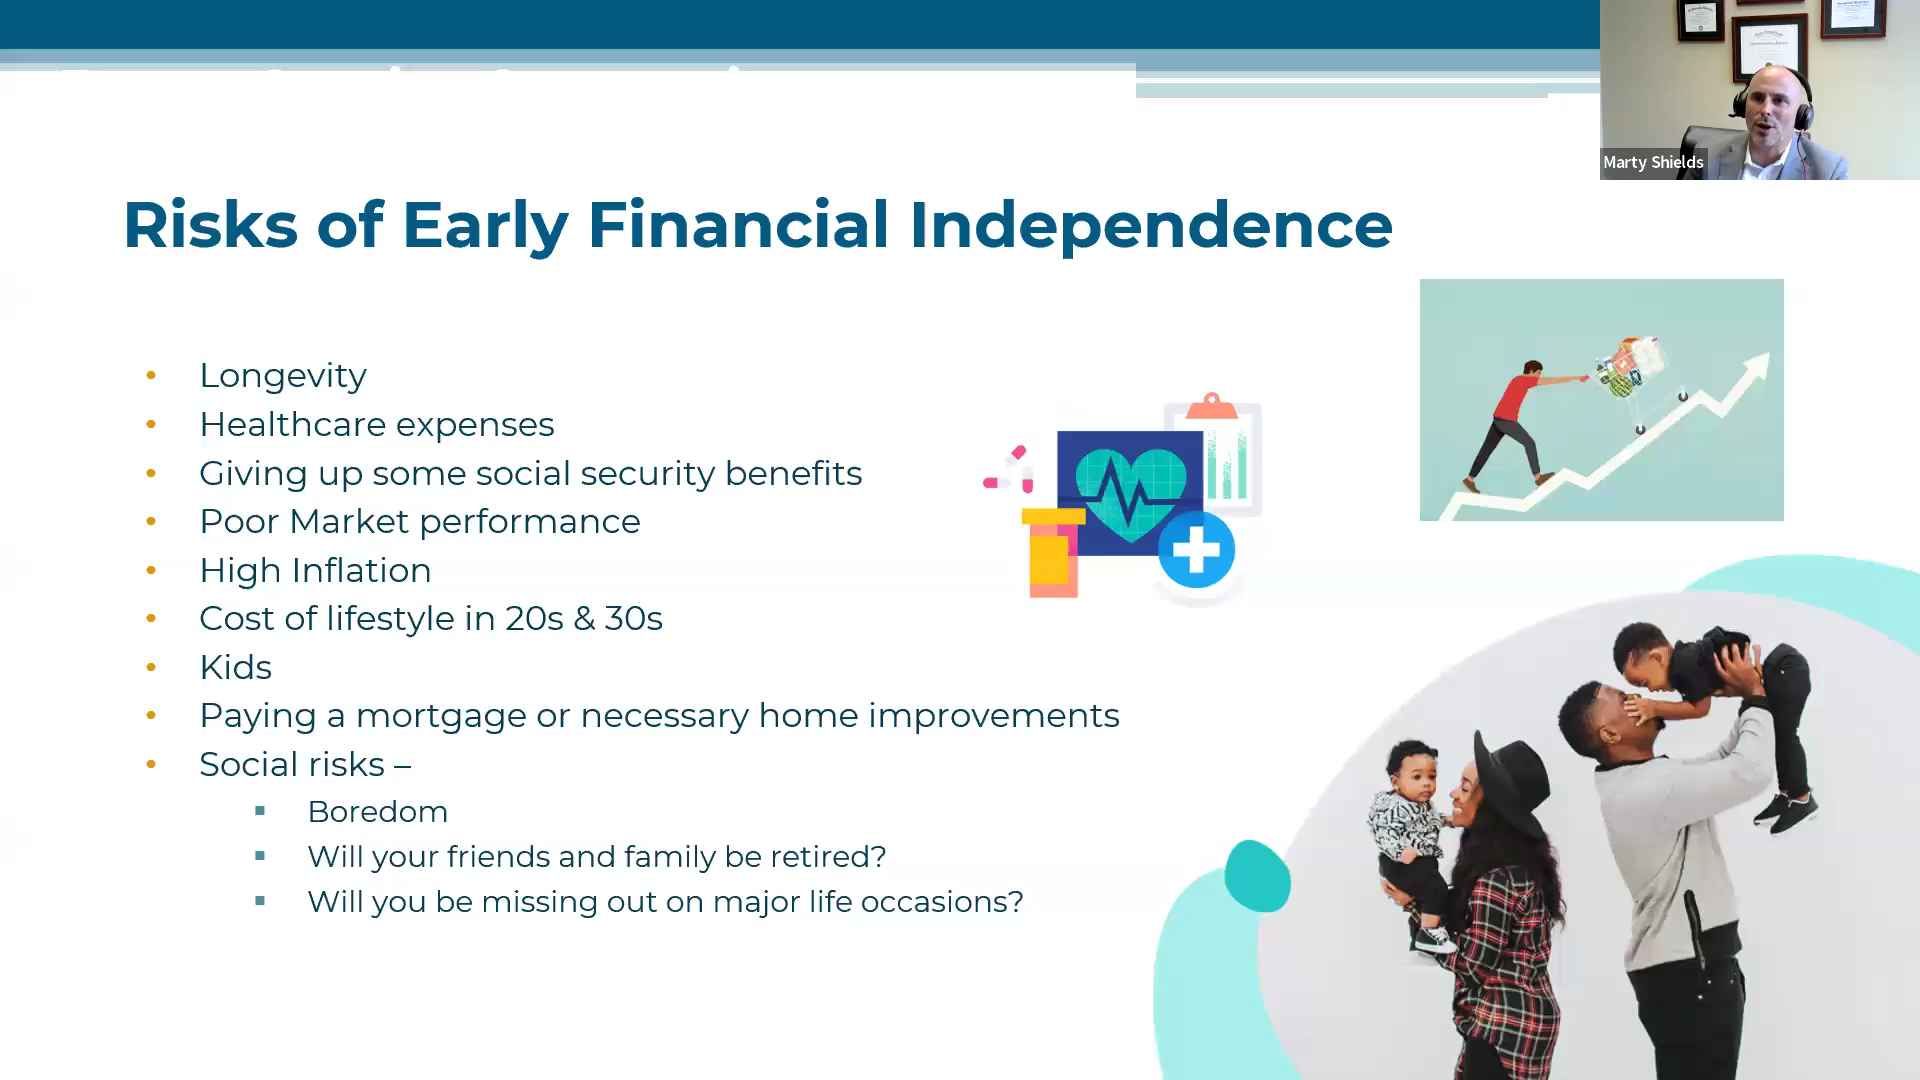 Marty Shields
Risks of Early Financial Independence
• Longevity
• Healthcare expenses
• Giving up some social security benefits
• Poor Market performance
• High Inflation
• Cost of lifestyle in 20s & 30s
• Kids
• Paying a mortgage or necessary home improvements
• Social risks –
▪ Boredom
▪ Will your friends and family be retired?
▪ Will you be missing out on major life occasions?